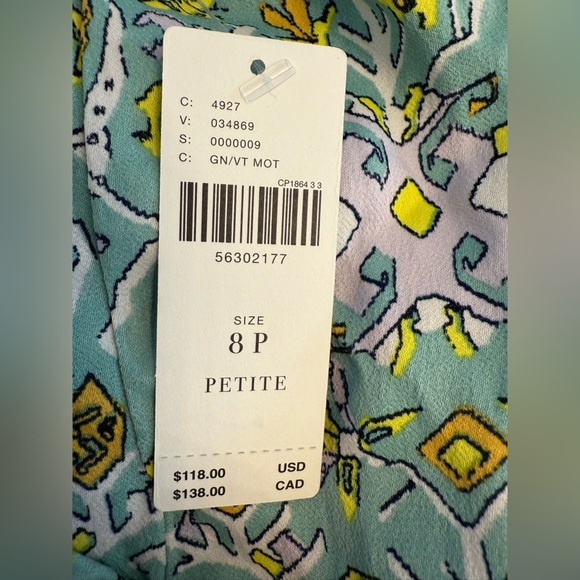 C: 4927
V: 034869
S: 0000009
C: GN/VT MOT
CP1864 3 3
56302177
SIZE
8 P
PETITE
$118.00 USD
$138.00 CAD